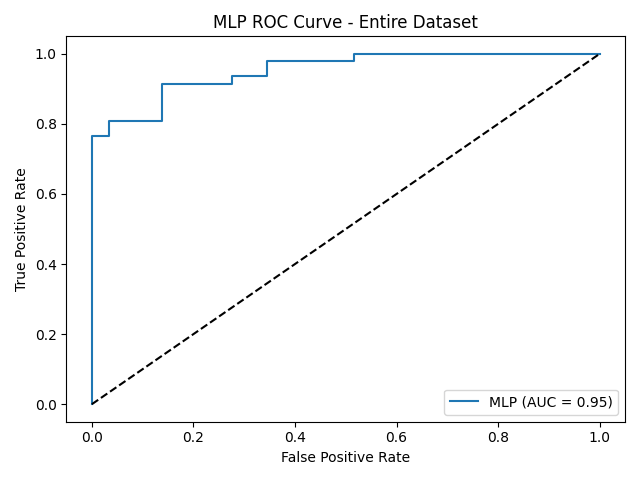 MLP ROC Curve - Entire Dataset
True Positive Rate
1.0
0.8
0.6
0.4
0.2
0.0
MLP (AUC = 0.95)
0.0 0.2 0.4 0.6 0.8 1.0
False Positive Rate